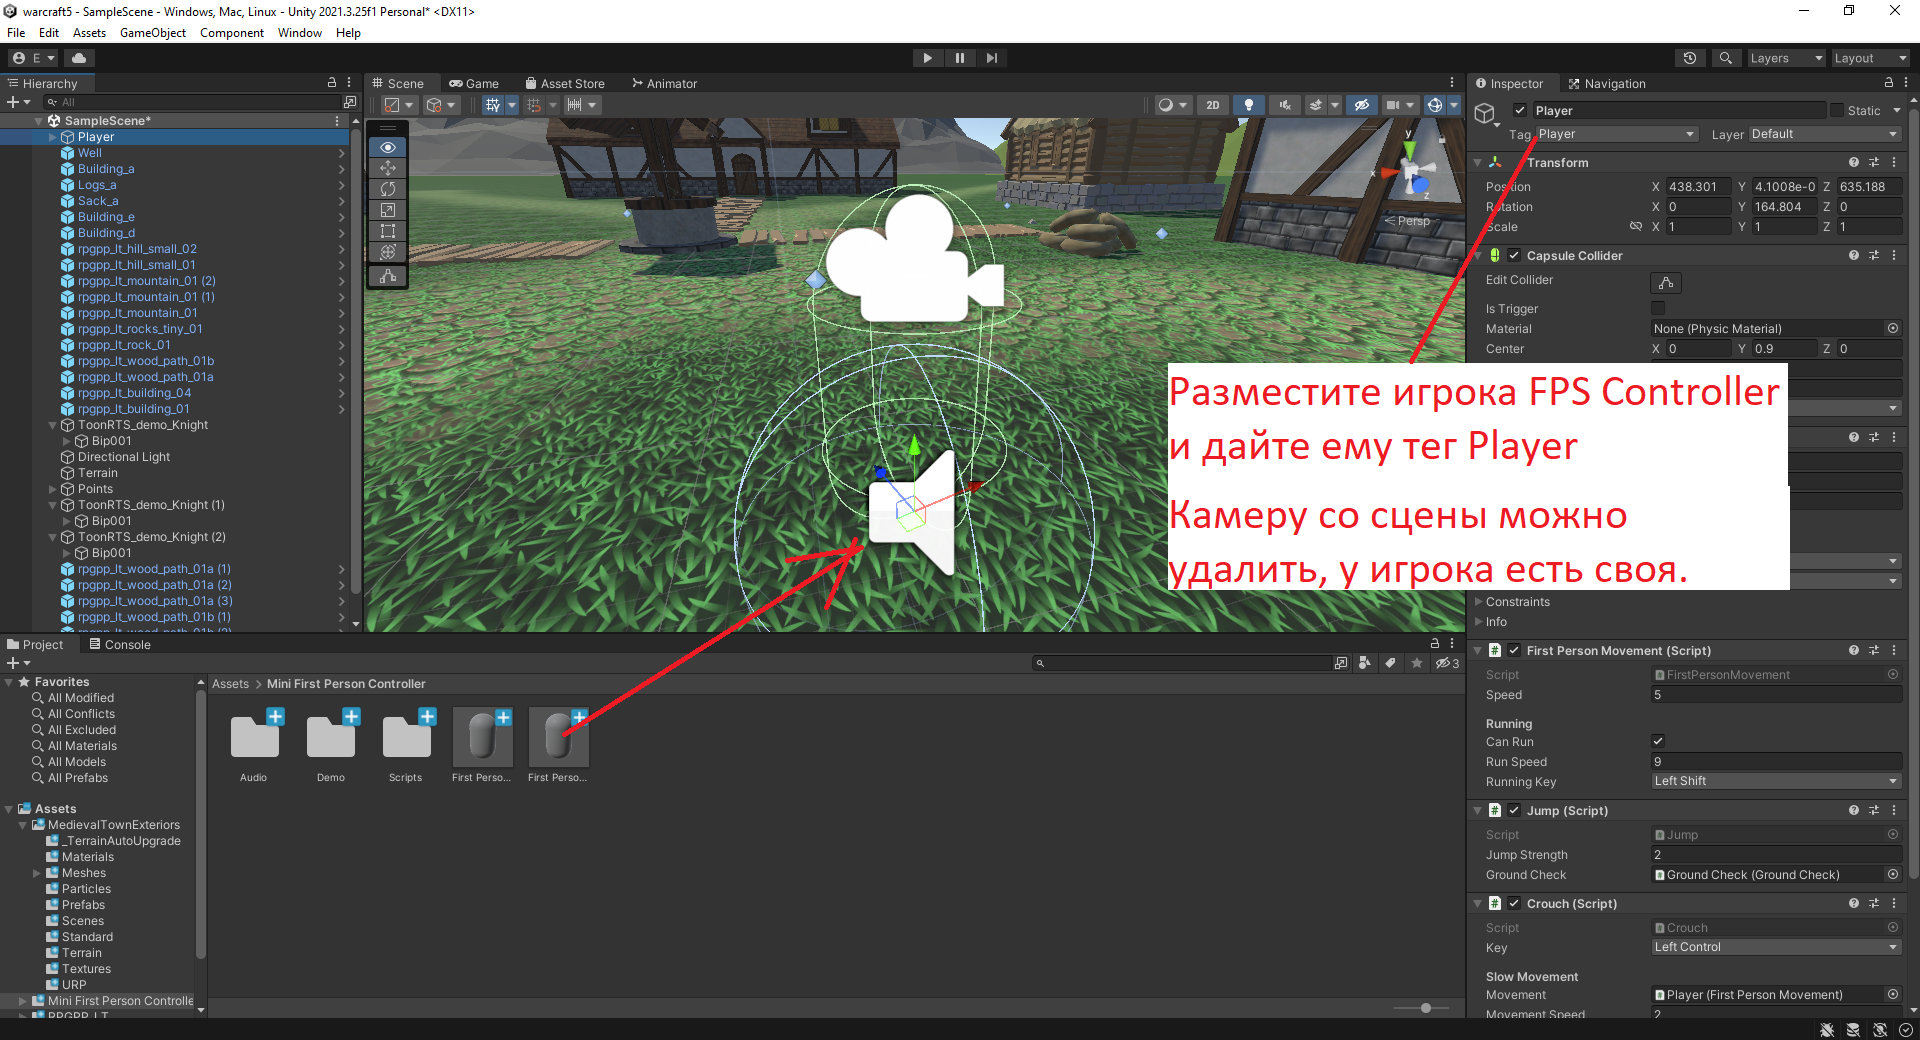 warcraft5 - SampleScene - Windows, Mac, Linux - Unity 2021.3.25f1 Personal* <DX11>
File Edit Assets GameObject Component Window Help
E
Layers
Layout
Hierarchy
All
SampleScene*
Player
Well
Building_a
Logs_a
Sack_a
Building_e
Building_d
rpgpp_lt_hill_small_02
rpgpp_lt_hill_small_01
rpgpp_lt_mountain_01 (2)
rpgpp_lt_mountain_01 (1)
rpgpp_lt_mountain_01
rpgpp_lt_rocks_tiny_01
rpgpp_lt_rock_01
rpgpp_lt_wood_path_01b
rpgpp_lt_wood_path_01a
rpgpp_lt_building_04
rpgpp_lt_building_01
ToonRTS_demo_Knight
Bip001
Directional Light
Terrain
Points
ToonRTS_demo_Knight (1)
Bip001
ToonRTS_demo_Knight (2)
Bip001
rpgpp_lt_wood_path_01a (1)
rpgpp_lt_wood_path_01a (2)
rpgpp_lt_wood_path_01a (3)
rpgpp_lt_wood_path_01b (1)
Scene Game Asset Store Animator
2D
y
x
z
< Persp
Разместите игрока FPS Controller
и дайте ему тег Player
Камеру со сцены можно
удалить, у игрока есть своя.
Inspector Navigation
Player Static
Tag Player Layer Default
Transform
Position X 438.301 Y 4.1008e-0 Z 635.188
Rotation X 0 Y 164.804 Z 0
Scale X 1 Y 1 Z 1
Capsule Collider
Edit Collider
Is Trigger
Material None (Physic Material)
Center X 0 Y 0.9 Z 0
Constraints
Info
# First Person Movement (Script)
Script FirstPersonMovement
Speed 5
Running
Can Run
Run Speed 9
Running Key Left Shift
# Jump (Script)
Script Jump
Jump Strength 2
Ground Check Ground Check (Ground Check)
# Crouch (Script)
Script Crouch
Key Left Control
Slow Movement
Movement Player (First Person Movement)
Movement Speed 2
Project Console
3
Favorites
All Modified
All Conflicts
All Excluded
All Materials
All Models
All Prefabs
Assets
MedievalTownExteriors
_TerrainAutoUpgrade
Materials
Meshes
Particles
Prefabs
Scenes
Standard
Terrain
Textures
URP
Mini First Person Controlle
RPGPP_LT
Assets > Mini First Person Controller
Audio Demo Scripts First Perso... First Perso...